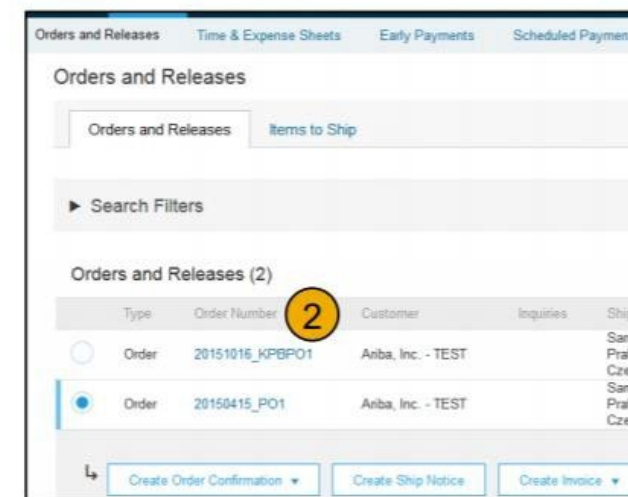 Orders and Releases Time & Expense Sheets Early Payments Scheduled
Orders and Releases
Orders and Releases Items to Ship
► Search Filters
Orders and Releases (2)
Type Order Number 2 Customer Inquiries
Order 20151016_KPBPO1 Ariba, Inc. - TEST
Order 20150415_PO1 Ariba, Inc. - TEST
Create Order Confirmation ▼ Create Ship Notice Create Invoice ▼